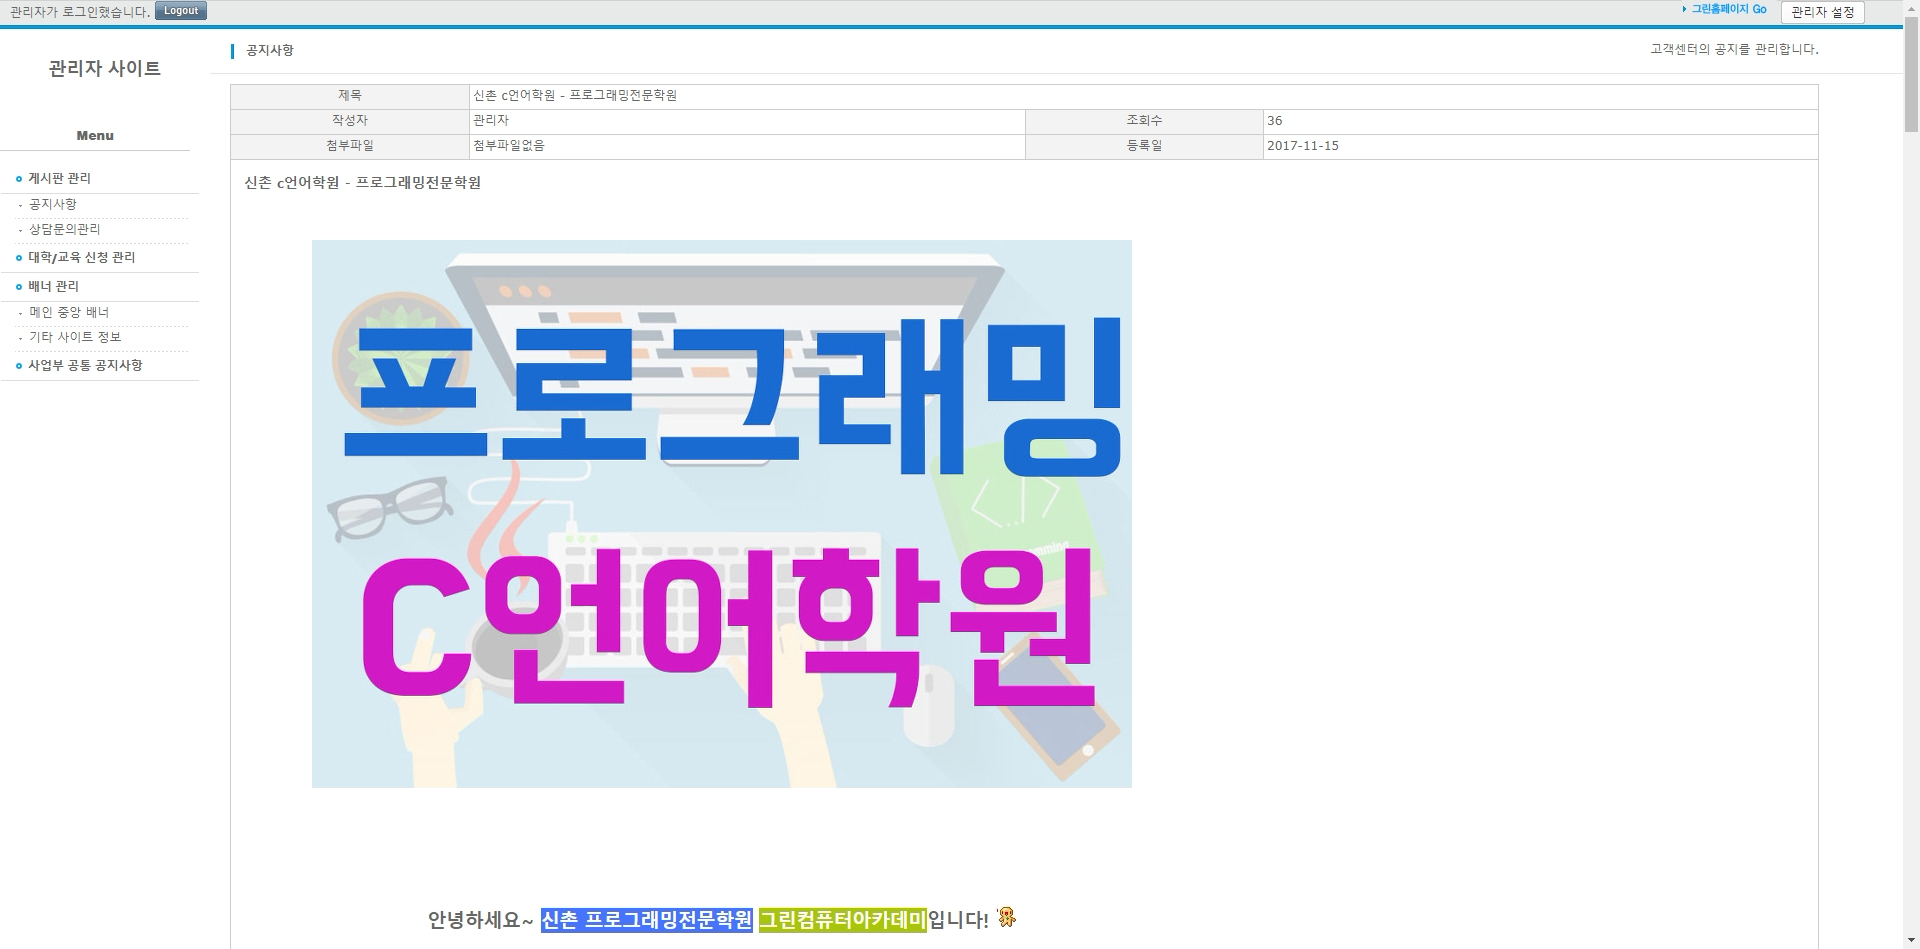 관리자가 로그인했습니다. Logout
그린홈페이지 Go 관리자 설정
관리자 사이트
Menu
게시판 관리
- 공지사항
- 상담문의관리
대학/교육 신청 관리
배너 관리
- 메인 중앙 배너
- 기타 사이트 정보
사업부 공통 공지사항
공지사항
고객센터의 공지를 관리합니다.
제목 신촌 c언어학원 - 프로그래밍전문학원
작성자 관리자 조회수 36
첨부파일 첨부파일없음 등록일 2017-11-15
신촌 c언어학원 - 프로그래밍전문학원
프로그래밍
</>
C언어학원
안녕하세요~ 신촌 프로그래밍전문학원 그린컴퓨터아카데미입니다!